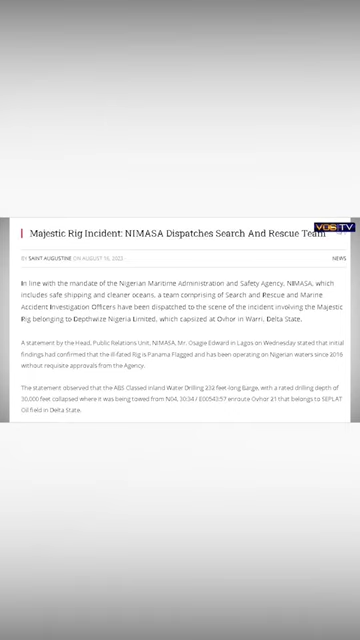 VOS TV
Majestic Rig Incident: NIMASA Dispatches Search And Rescue Team
BY SAINT AUGUSTINE ON AUGUST 16, 2022
NEWS
In line with the mandate of the Nigerian Maritime Administration and Safety Agency, NIMASA, which
includes safe shipping and cleaner oceans, a team comprising of Search and Rescue and Marine
Accident Investigation Officers have been dispatched to the scene of the incident involving the Majestic
Rig belonging to Depthwize Nigeria Limited, which capsized at Ovhor in Warri, Delta State.
A statement by the Head, Public Relations Unit, NIMASA, Mr. Osagie Edward in Lagos on Wednesday stated that initial
findings had confirmed that the ill fated Rig is Panama Flagged and has been operating on Nigerian waters since 2016
without requisite approvals from the Agency.
The statement observed that the ABS Classed Inland Water Drilling 233 feet-long Barge, with a rated drilling depth of
30,000 feet collapsed where it was being towed from N04, 30:34 / E00543:57 enroute Ovhor 21 that belongs to SEPLAT
Oil field in Delta State.